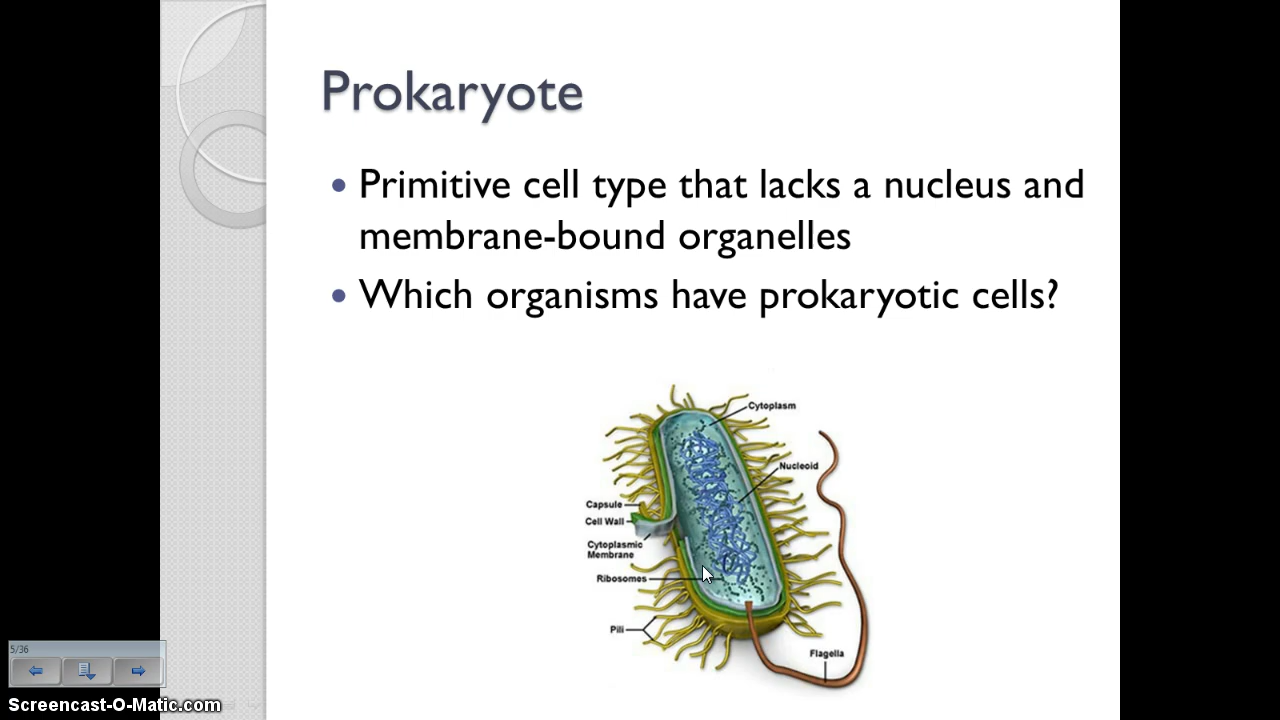 Prokaryote
• Primitive cell type that lacks a nucleus and
membrane-bound organelles
• Which organisms have prokaryotic cells?
Cytoplasm
Nucleoid
Capsule
Cell Wall
Cytoplasmic
Membrane
Ribosomes
Pili
Flagella
5/36
Screencast-O-Matic.com